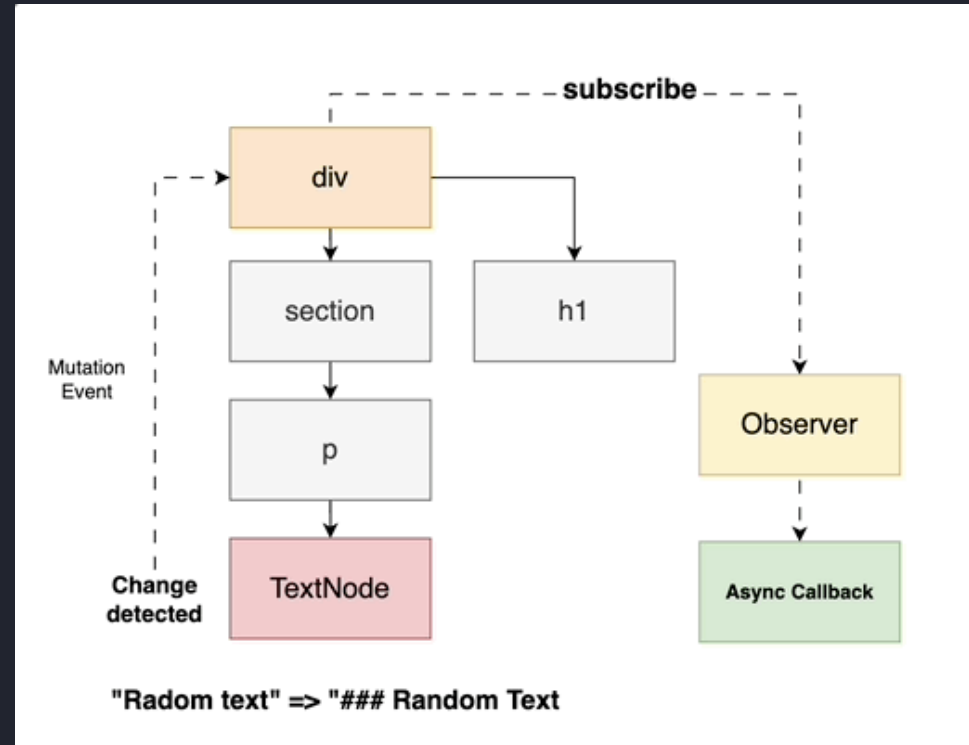 subscribe
div
section
h1
Mutation
Event
Observer
p
Change
detected
TextNode
Async Callback
"Radom text" => "### Random Text